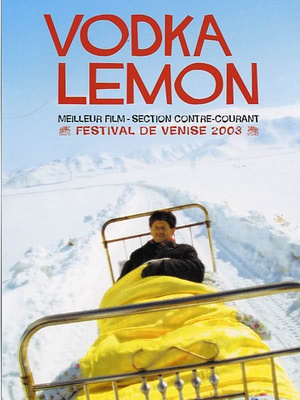 VODKA
LEMON
MEILLEUR FILM - SECTION CONTRE-COURANT
FESTIVAL DE VENISE 2003